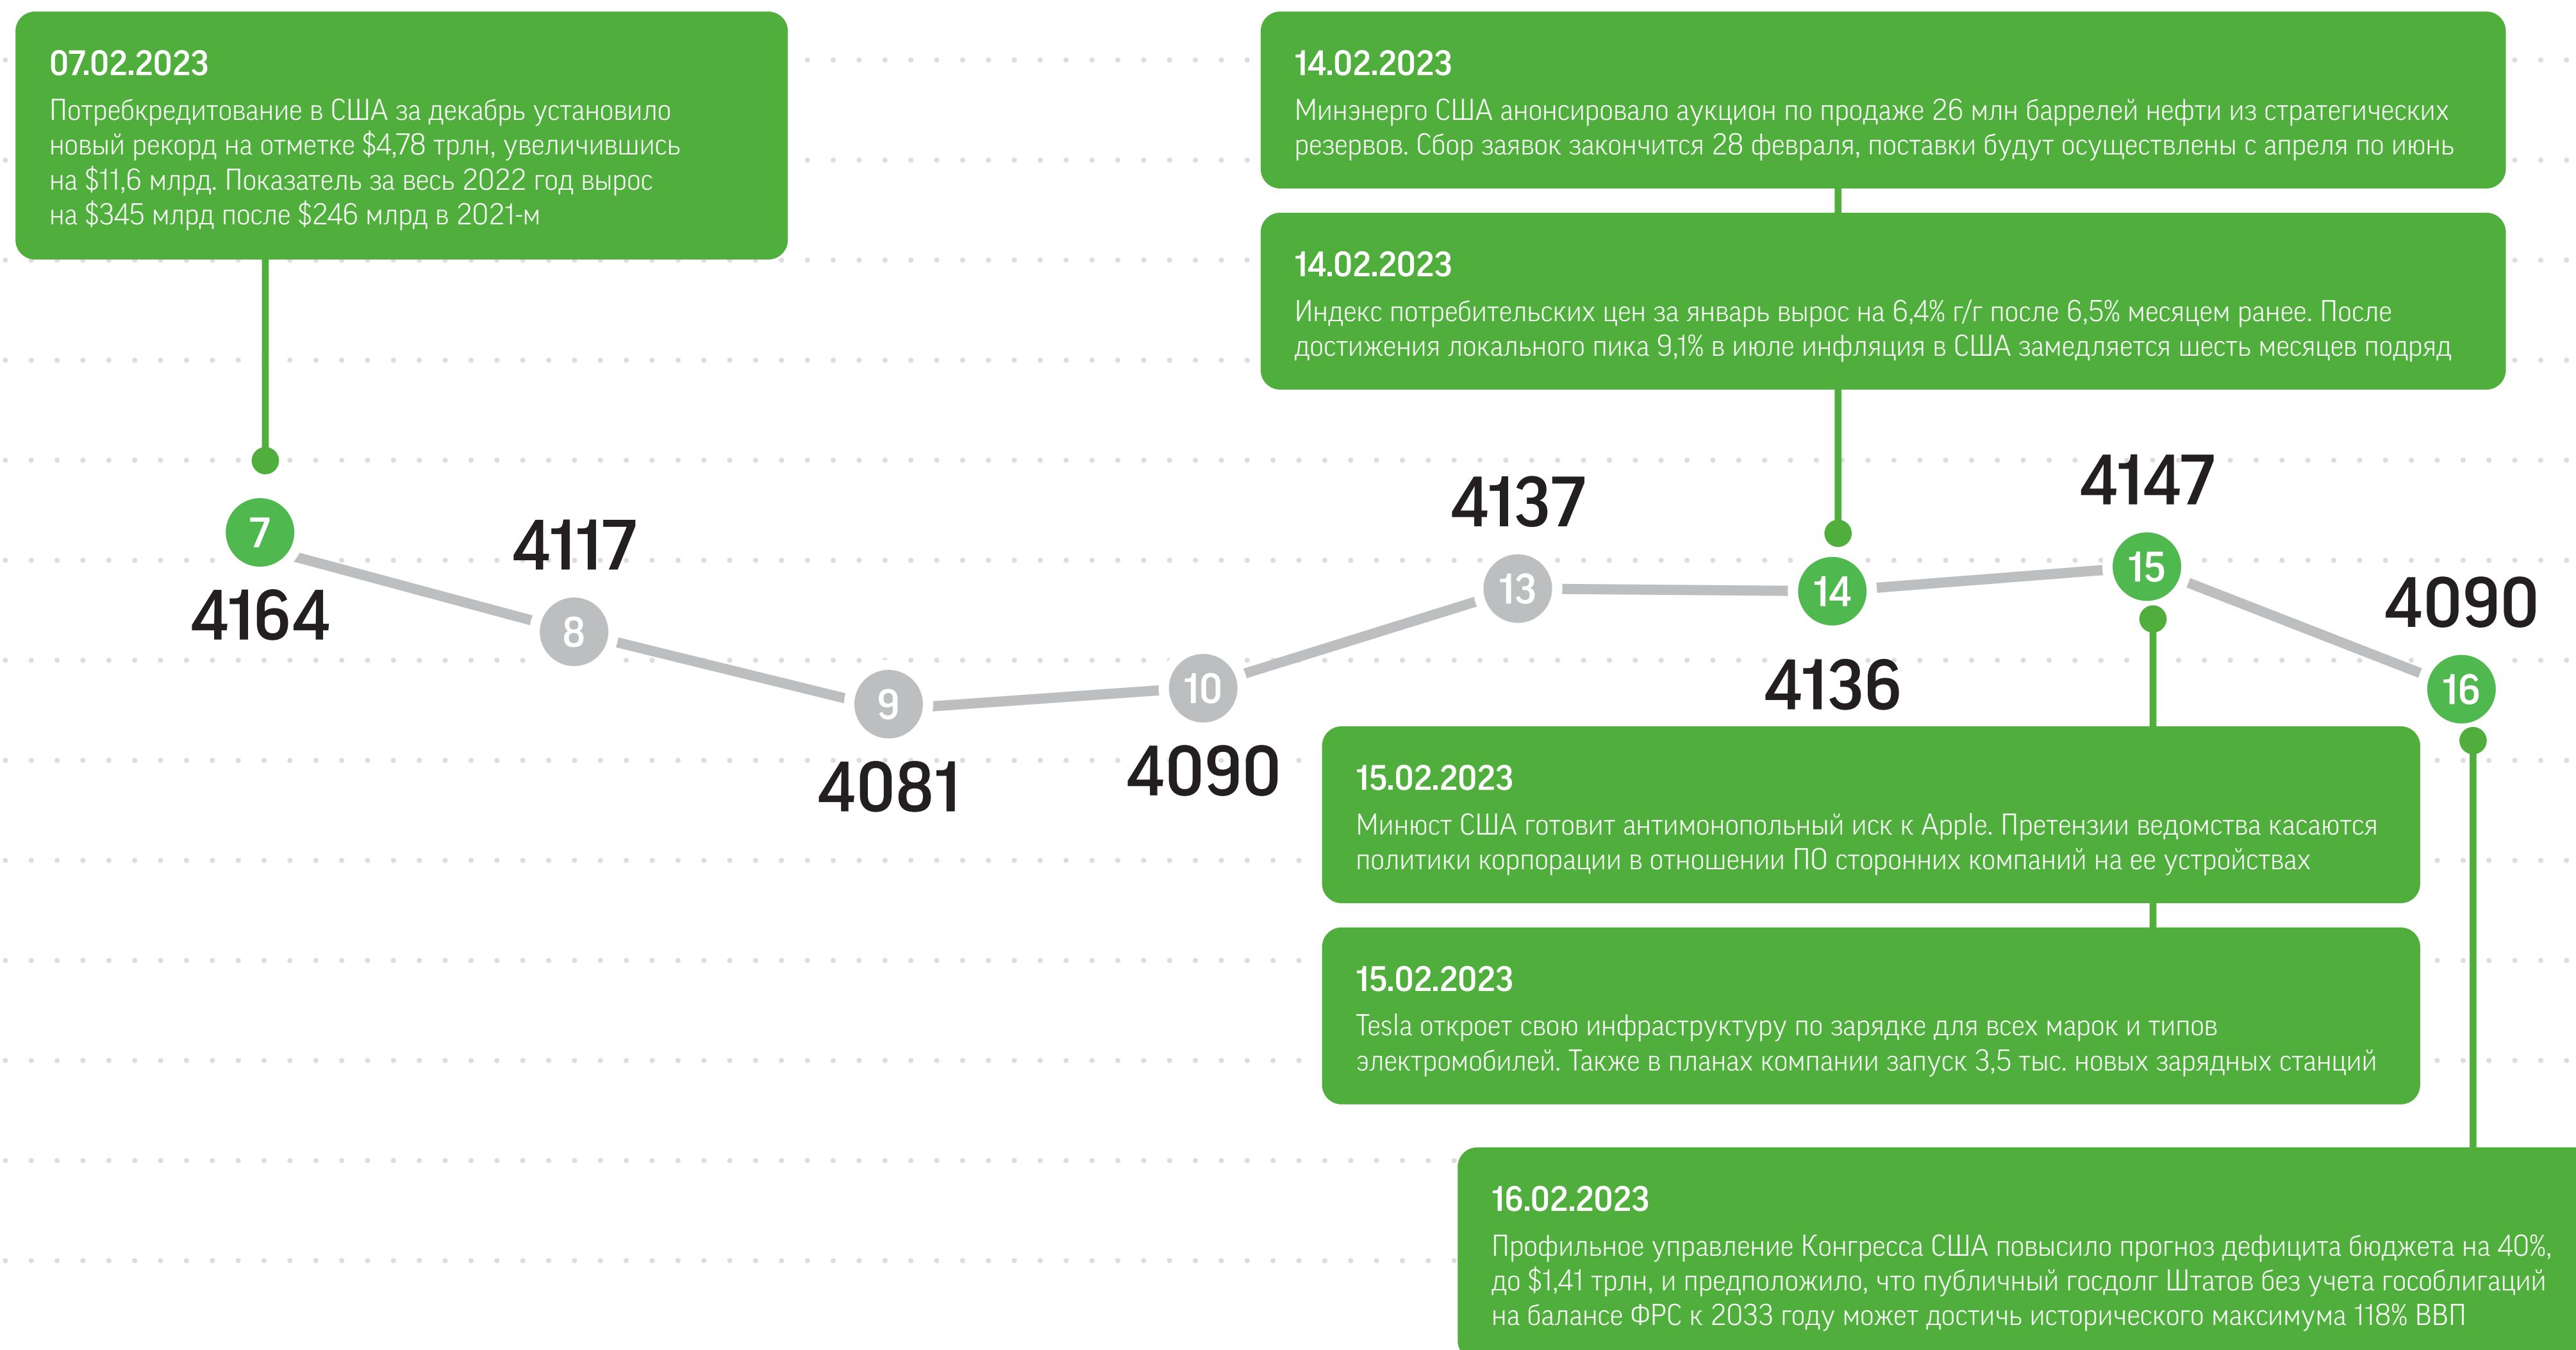 07.02.2023
Потребкредитование в США за декабрь установило
новый рекорд на отметке $4,78 трлн, увеличившись
на $11,6 млрд. Показатель за весь 2022 год вырос
на $345 млрд после $246 млрд в 2021-м
14.02.2023
Минэнерго США анонсировало аукцион по продаже 26 млн баррелей нефти из стратегических
резервов. Сбор заявок закончится 28 февраля, поставки будут осуществлены с апреля по июнь
14.02.2023
Индекс потребительских цен за январь вырос на 6,4% г/г после 6,5% месяцем ранее. После
достижения локального пика 9,1% в июле инфляция в США замедляется шесть месяцев подряд
7
4164
4117
8
9
4081
10
4090
4137
13
14
4136
4147
15
4090
16
15.02.2023
Минюст США готовит антимонопольный иск к Apple. Претензии ведомства касаются
политики корпорации в отношении ПО сторонних компаний на ее устройствах
15.02.2023
Tesla откроет свою инфраструктуру по зарядке для всех марок и типов
электромобилей. Также в планах компании запуск 3,5 тыс. новых зарядных станций
16.02.2023
Профильное управление Конгресса США повысило прогноз дефицита бюджета на 40%,
до $1,41 трлн, и предположило, что публичный госдолг Штатов без учета гособлигаций
на балансе ФРС к 2033 году может достичь исторического максимума 118% ВВП